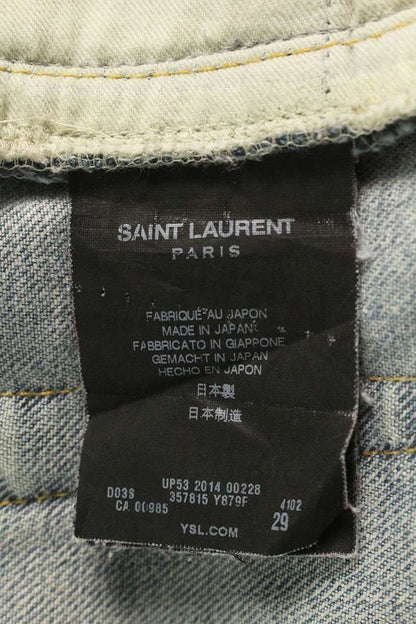 SAINT LAURENT
PARIS
FABRIQUÉ AU JAPON
MADE IN JAPAN
FABBRICATO IN GIAPPONE
GEMACHT IN JAPAN
HECHO EN JAPON
日本製
日本制造
UP53 2014 00228
D03S 357815 Y879F 4102
CA 00985 29
YSL.COM